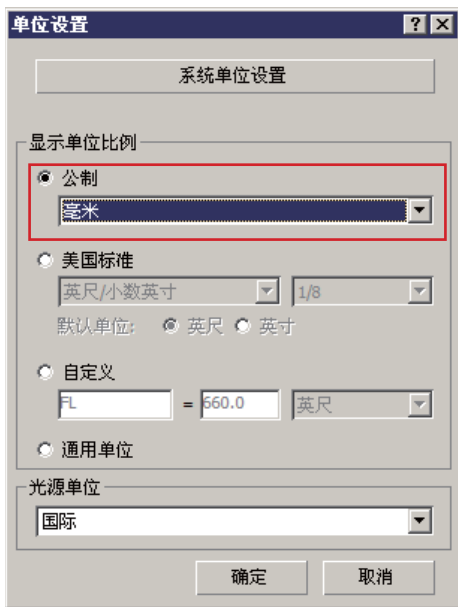 单位设置
系统单位设置
显示单位比例
公制
毫米
美国标准
英尺/小数英寸 1/8
默认单位: 英尺 英寸
自定义
FL = 660.0 英尺
通用单位
光源单位
国际
确定 取消